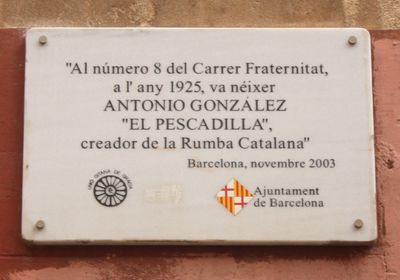 "Al número 8 del Carrer Fraternitat,
a l' any 1925, va néixer
ANTONIO GONZÁLEZ
"EL PESCADILLA",
creador de la Rumba Catalana"
Barcelona, novembre 2003
Ajuntament
de Barcelona